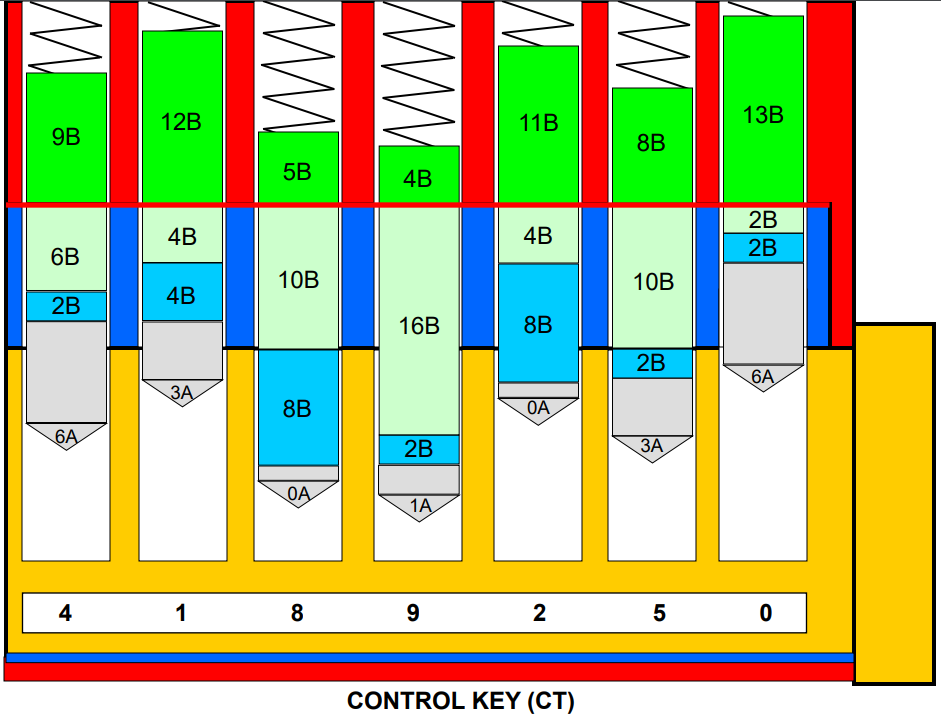 9B 12B 5B 4B 11B 8B 13B
6B 4B 10B 16B 4B 10B 2B
2B 4B 8B 2B 8B 2B 2B
6A 3A 0A 1A 0A 3A 6A
4 1 8 9 2 5 0
CONTROL KEY (CT)